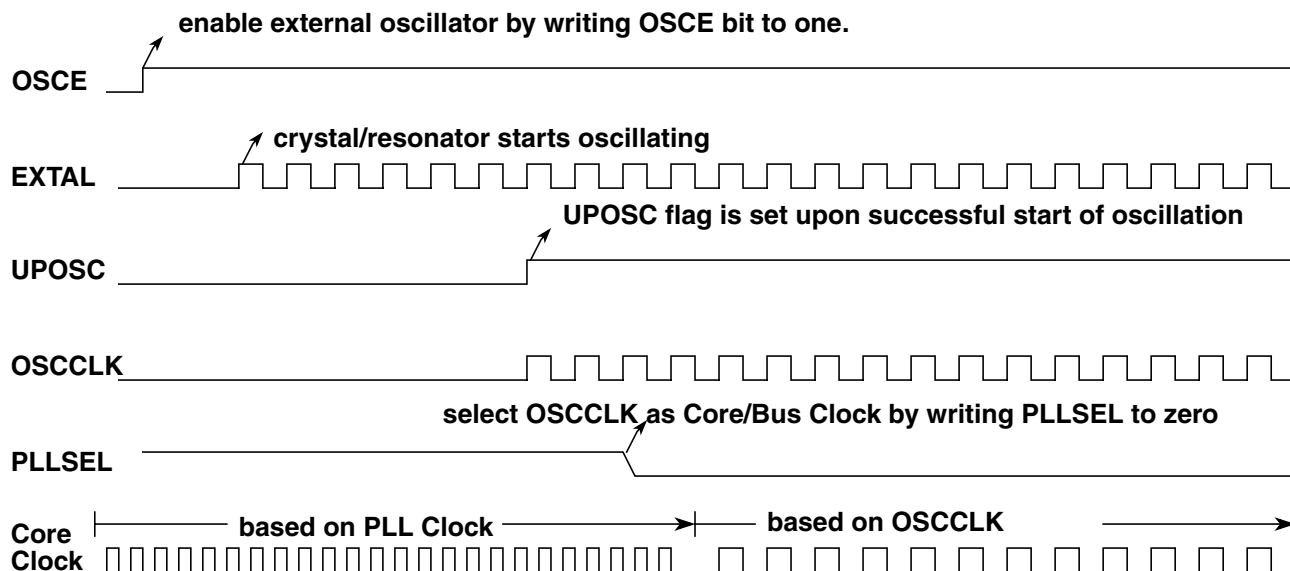 enable external oscillator by writing OSCE bit to one.
OSCE
crystal/resonator starts oscillating
EXTAL
UPOSC flag is set upon successful start of oscillation
UPOSC
OSCCLK
select OSCCLK as Core/Bus Clock by writing PLLSEL to zero
PLLSEL
based on PLL Clock
based on OSCCLK
Core
Clock